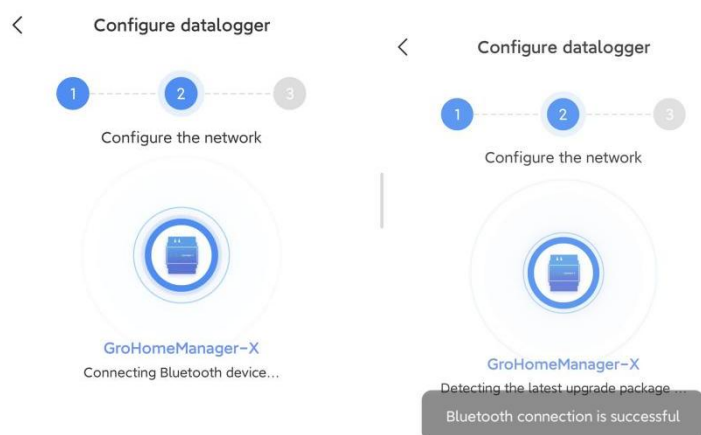 Configure datalogger
1 2 3
Configure the network
GroHomeManager-X
Connecting Bluetooth device...
Configure datalogger
1 2 3
Configure the network
GroHomeManager-X
Detecting the latest upgrade package ...
Bluetooth connection is successful